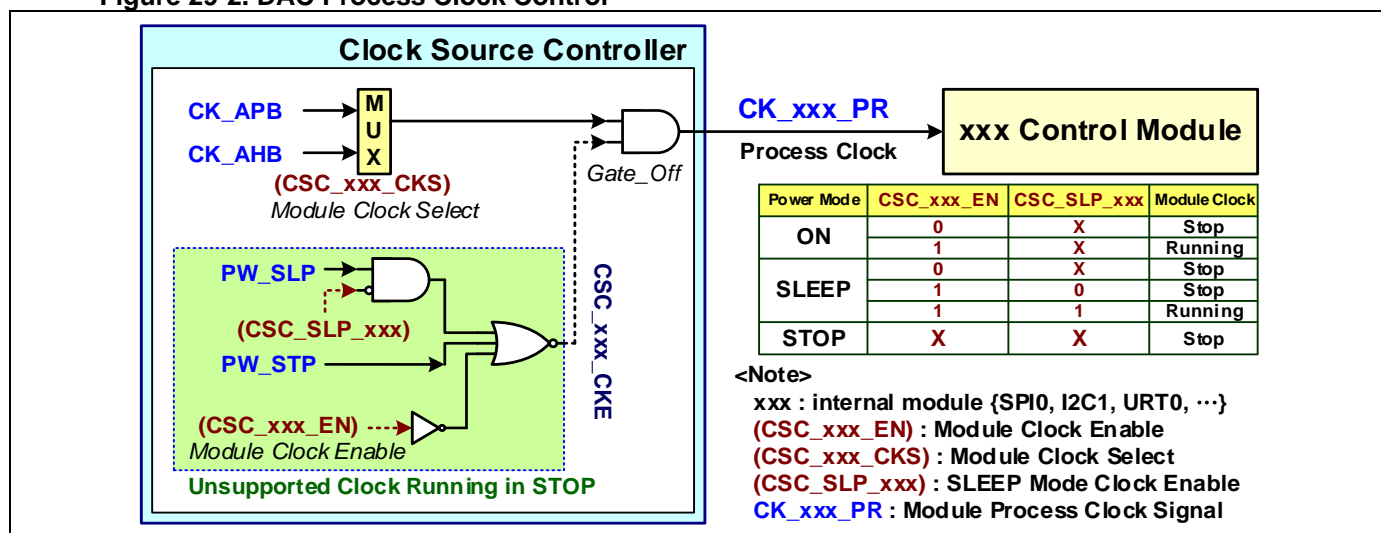 Figure 29-2. DAC Process Clock Control
Clock Source Controller
CK_APB
CK_AHB
M
U
X
(CSC_xxx_CKS)
Module Clock Select
Gate_Off
PW_SLP
(CSC_SLP_xxx)
PW_STP
(CSC_xxx_EN)
Module Clock Enable
Unsupported Clock Running in STOP
CSC_xxx_CKE
CK_xxx_PR
Process Clock
xxx Control Module
Power Mode CSC_xxx_EN CSC_SLP_xxx Module Clock
ON 0 X Stop
1 X Running
SLEEP 0 X Stop
1 0 Stop
1 1 Running
STOP X X Stop
<Note>
xxx : internal module {SPI0, I2C1, URT0, ⋯}
(CSC_xxx_EN) : Module Clock Enable
(CSC_xxx_CKS) : Module Clock Select
(CSC_SLP_xxx) : SLEEP Mode Clock Enable
CK_xxx_PR : Module Process Clock Signal